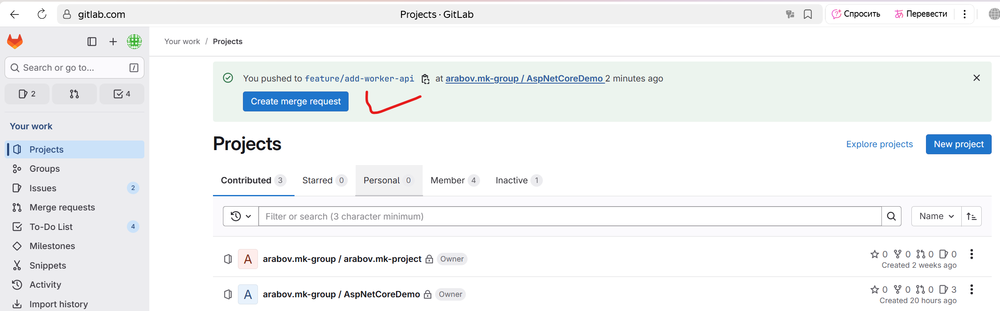 gitlab.com
Projects · GitLab
Спросить
Перевести
Your work / Projects
Search or go to...
/
2
4
You pushed to feature/add-worker-api at arabov.mk-group / AspNetCoreDemo 2 minutes ago
Create merge request
Your work
Projects
Groups
Issues 2
Merge requests
To-Do List 4
Milestones
Snippets
Activity
Import history
Projects
Explore projects
New project
Contributed 3
Starred 0
Personal 0
Member 4
Inactive 1
Filter or search (3 character minimum)
Name
A arabov.mk-group / arabov.mk-project Owner
0 0 0 0
Created 2 weeks ago
A arabov.mk-group / AspNetCoreDemo Owner
0 0 0 3
Created 20 hours ago